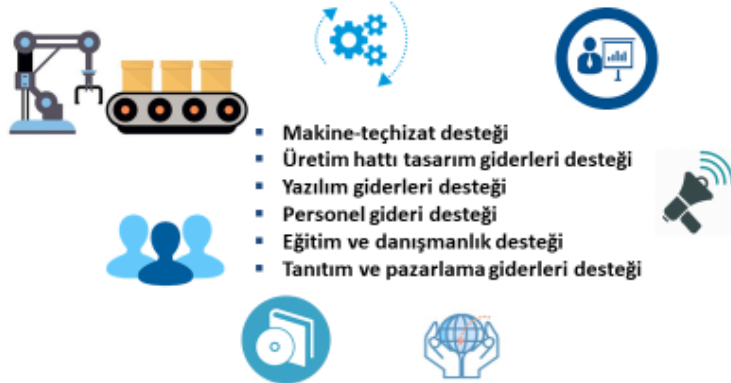 ▪ Makine-teçhizat desteği
▪ Üretim hattı tasarım giderleri desteği
▪ Yazılım giderleri desteği
▪ Personel gideri desteği
▪ Eğitim ve danışmanlık desteği
▪ Tanıtım ve pazarlama giderleri desteği